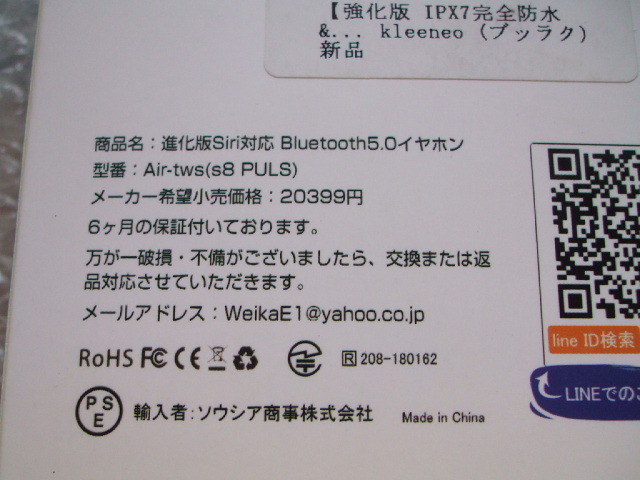 【強化版 IPX7完全防水
&... kleeneo (ブッラク)
新品
商品名：進化版Siri対応 Bluetooth5.0イヤホン
型番：Air-tws(s8 PULS)
メーカー希望小売価格：20399円
6ヶ月の保証付いております。
万が一破損・不備がございましたら、交換または返
品対応させていただきます。
メールアドレス：WeikaE1@yahoo.co.jp
line ID検索
RoHS FC CE R 208-180162
LINEでのこ
PSE 輸入者：ソウシア商事株式会社 Made in China